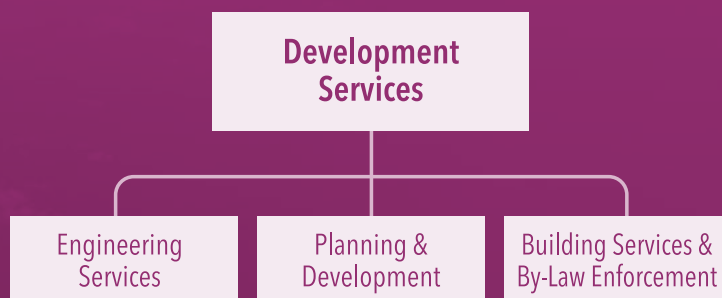 Development
Services
Engineering
Services
Planning &
Development
Building Services &
By-Law Enforcement